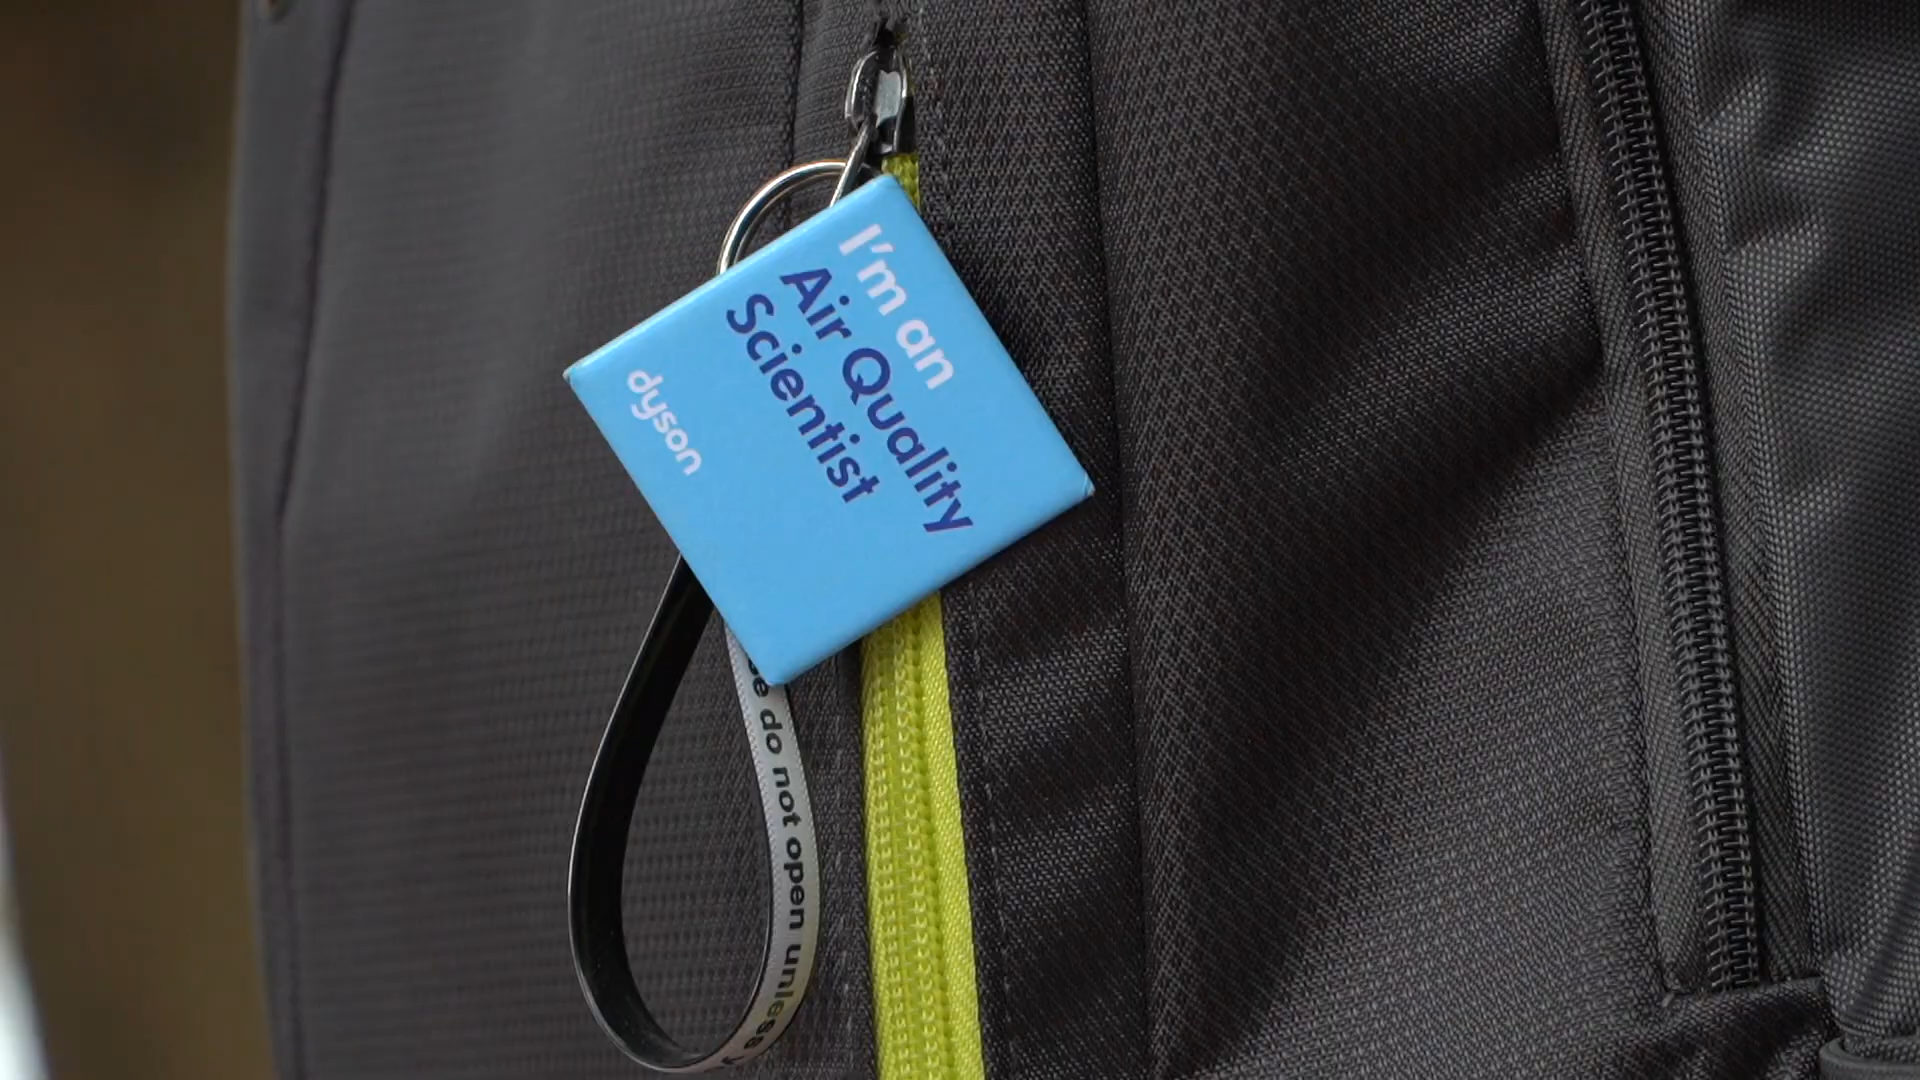 I'm an
Air Quality
Scientist
dyson
do not open unless